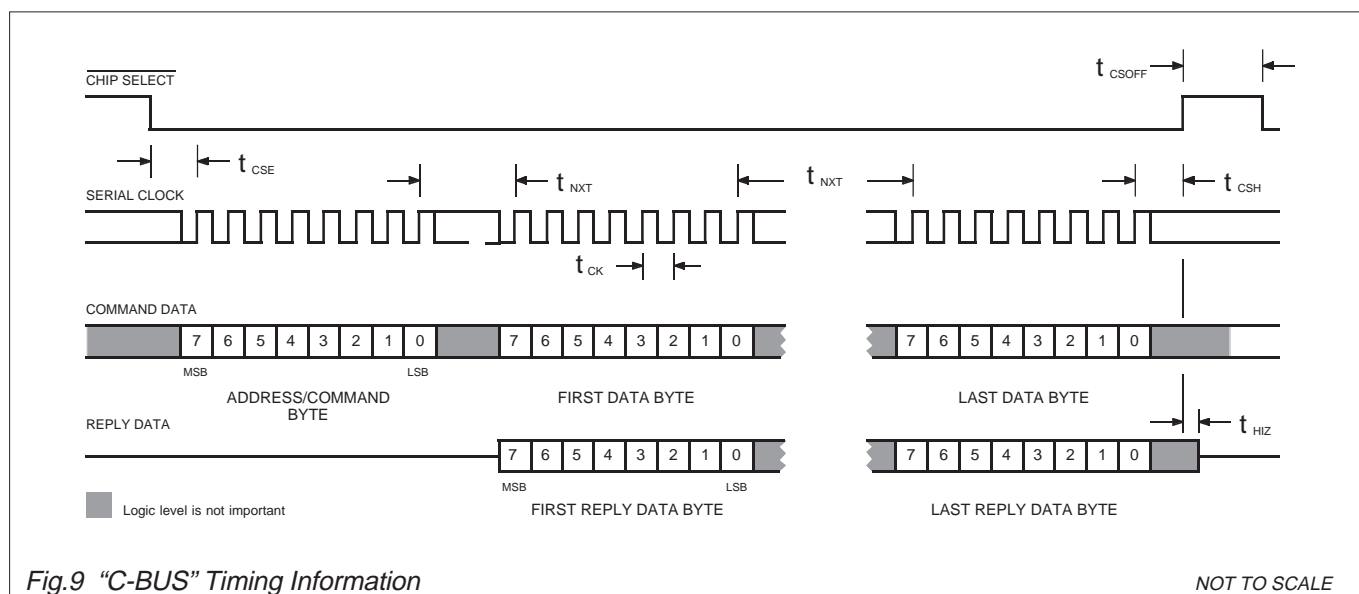 t CSOFF
CHIP SELECT
t CSE
t NXT
t NXT
t CSH
SERIAL CLOCK
t CK
COMMAND DATA
7 6 5 4 3 2 1 0 7 6 5 4 3 2 1 0 7 6 5 4 3 2 1 0
MSB LSB
ADDRESS/COMMAND
BYTE
FIRST DATA BYTE
LAST DATA BYTE
REPLY DATA
t HIZ
7 6 5 4 3 2 1 0 7 6 5 4 3 2 1 0
MSB LSB
Logic level is not important
FIRST REPLY DATA BYTE
LAST REPLY DATA BYTE
Fig.9 “C-BUS” Timing Information
NOT TO SCALE